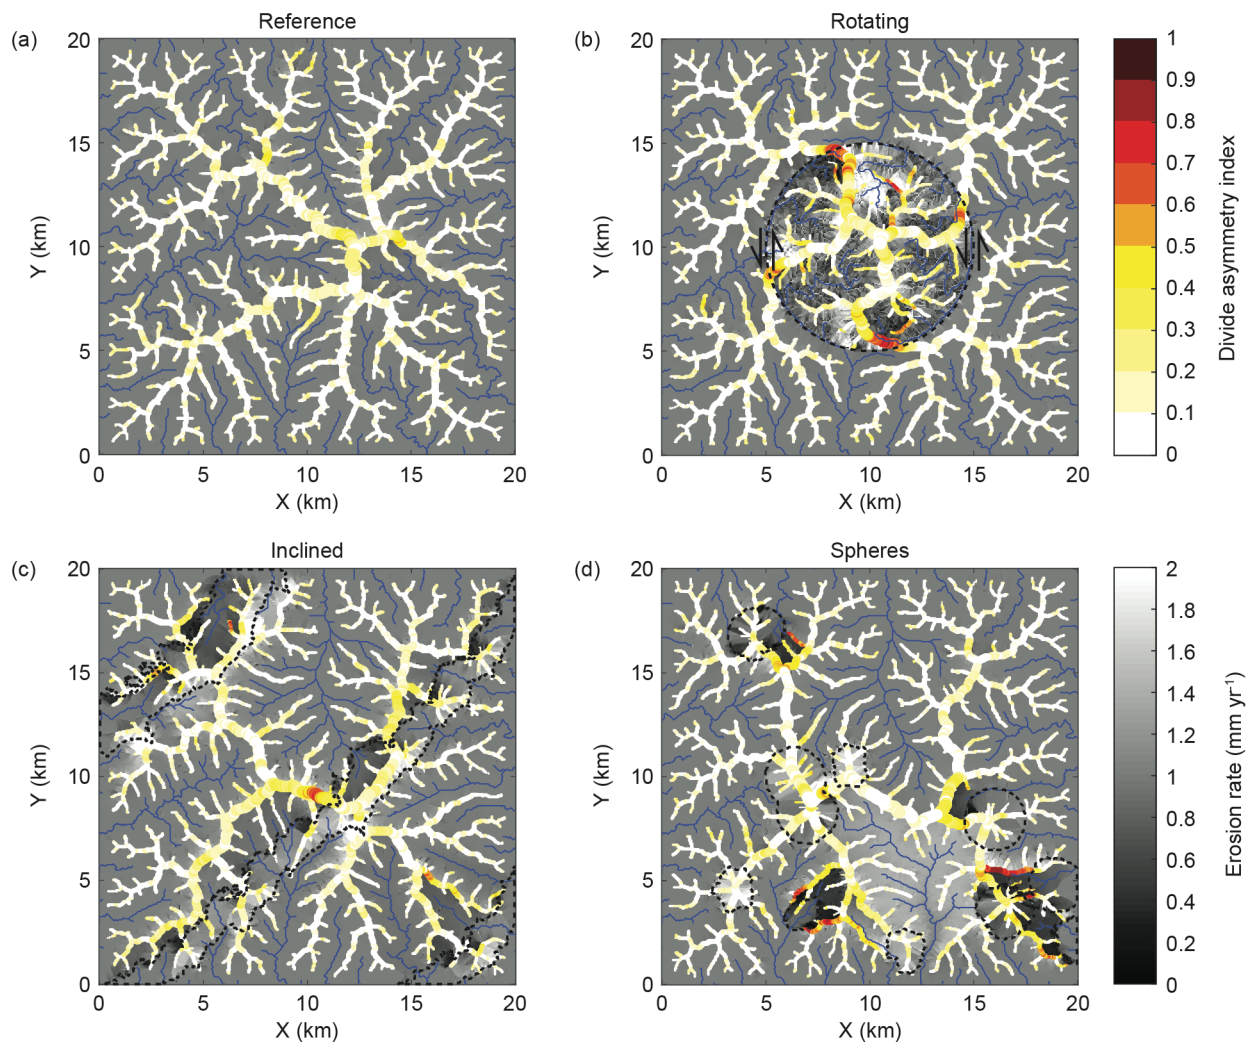 Reference
(a)
20
15
10
5
0
Y (km)
0 5 10 15 20
X (km)
Rotating
(b)
20
15
10
5
0
Y (km)
0 5 10 15 20
X (km)
1
0.9
0.8
0.7
0.6
0.5
0.4
0.3
0.2
0.1
0
Divide asymmetry index
Inclined
(c)
20
15
10
5
0
Y (km)
0 5 10 15 20
X (km)
Spheres
(d)
20
15
10
5
0
Y (km)
0 5 10 15 20
X (km)
2
1.8
1.6
1.4
1.2
1
0.8
0.6
0.4
0.2
0
Erosion rate (mm yr⁻¹)